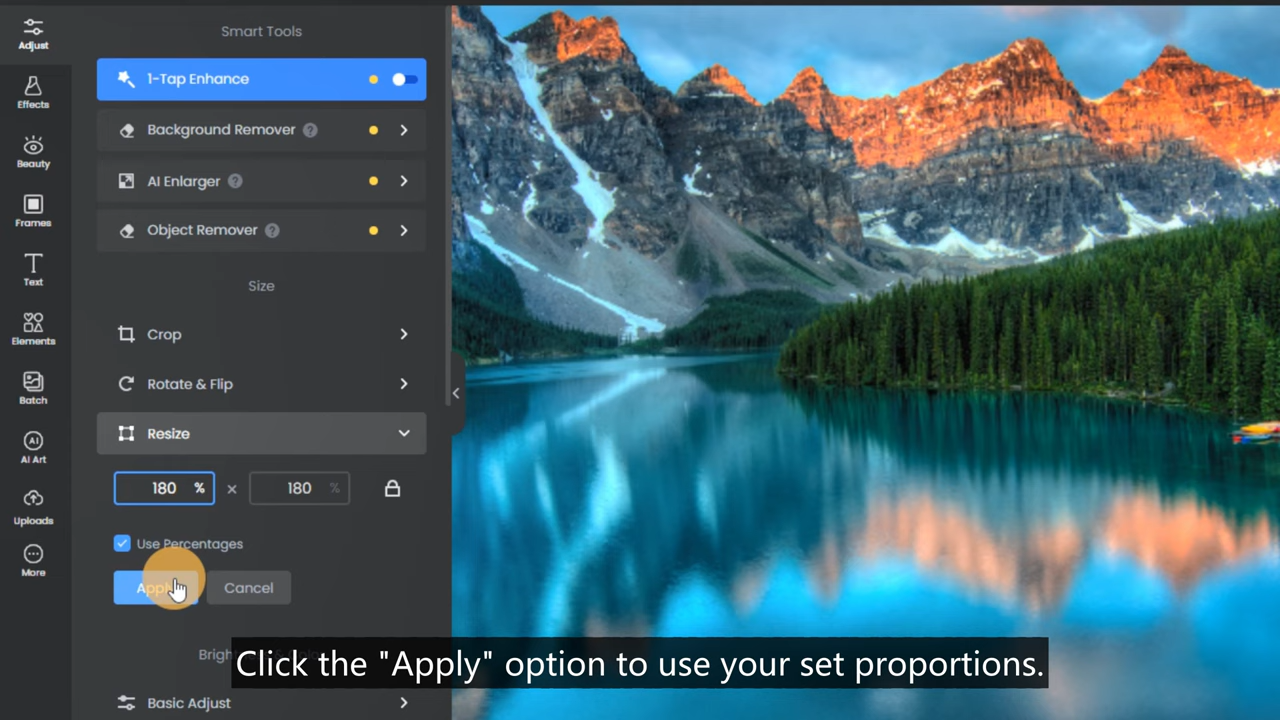 Adjust
Effects
Beauty
Frames
Text
Elements
Batch
AI
AI Art
Uploads
More
Smart Tools
1-Tap Enhance
Background Remover ?
AI Enlarger ?
Object Remover ?
Size
Crop
Rotate & Flip
Resize
180 % × 180 %
Use Percentages
Cancel
Click the "Apply" option to use your set proportions.
Basic Adjust